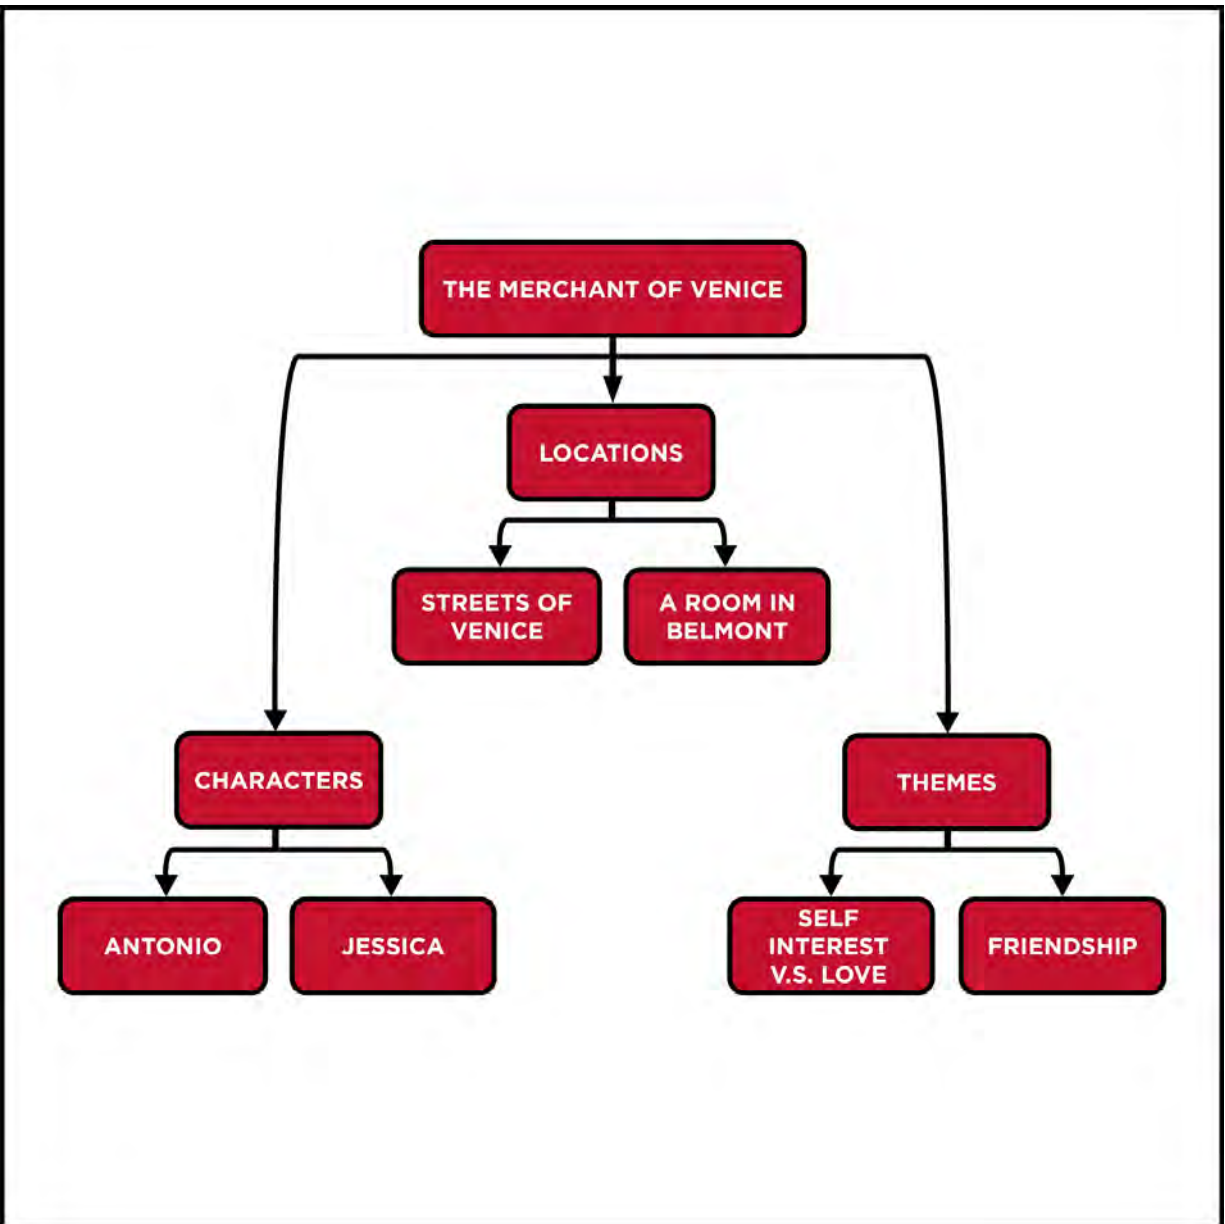 THE MERCHANT OF VENICE
LOCATIONS
STREETS OF
VENICE
A ROOM IN
BELMONT
CHARACTERS
ANTONIO
JESSICA
THEMES
SELF
INTEREST
V.S. LOVE
FRIENDSHIP